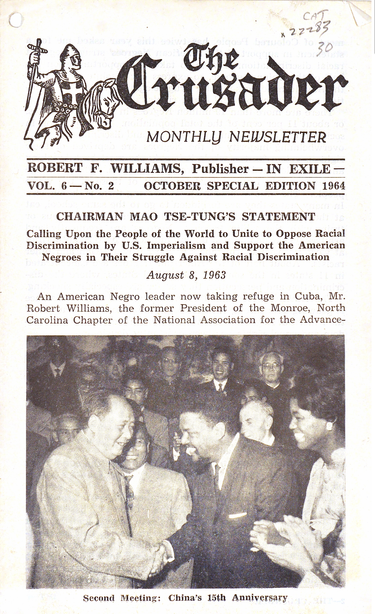 CAT
x 22283
30
The
Crusader
MONTHLY NEWSLETTER
ROBERT F. WILLIAMS, Publisher — IN EXILE —
VOL. 6 — No. 2 OCTOBER SPECIAL EDITION 1964
CHAIRMAN MAO TSE-TUNG'S STATEMENT
Calling Upon the People of the World to Unite to Oppose Racial
Discrimination by U.S. Imperialism and Support the American
Negroes in Their Struggle Against Racial Discrimination
August 8, 1963
An American Negro leader now taking refuge in Cuba, Mr.
Robert Williams, the former President of the Monroe, North
Carolina Chapter of the National Association for the Advance-
Second Meeting: China's 15th Anniversary